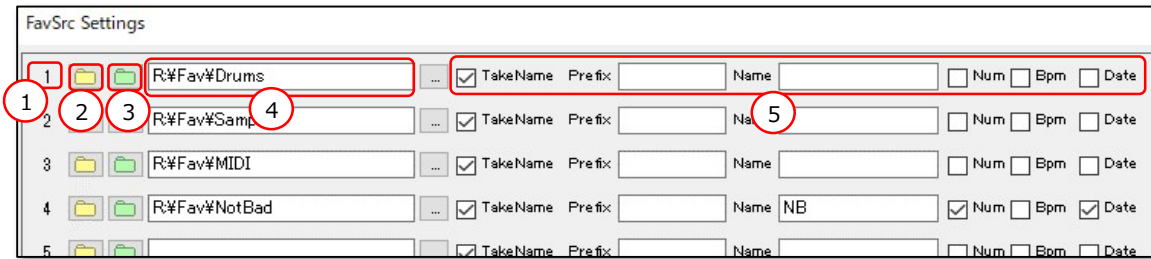 FavSrc Settings
1 R:¥Fav¥Drums ... TakeName Prefix Name Num Bpm Date
1 2 3 4 5
2 R:¥Fav¥Samp ... TakeName Prefix Na Num Bpm Date
3 R:¥Fav¥MIDI ... TakeName Prefix Name Num Bpm Date
4 R:¥Fav¥NotBad ... TakeName Prefix Name NB Num Bpm Date
5 TakeName Prefix Name Num Bpm Date